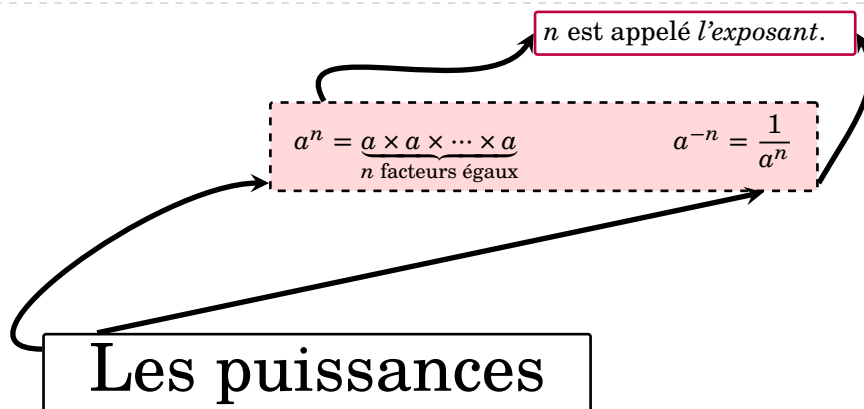 n est appelé l'exposant.
aⁿ = a × a × ··· × a a⁻ⁿ = 1/aⁿ
n facteurs égaux
Les puissances